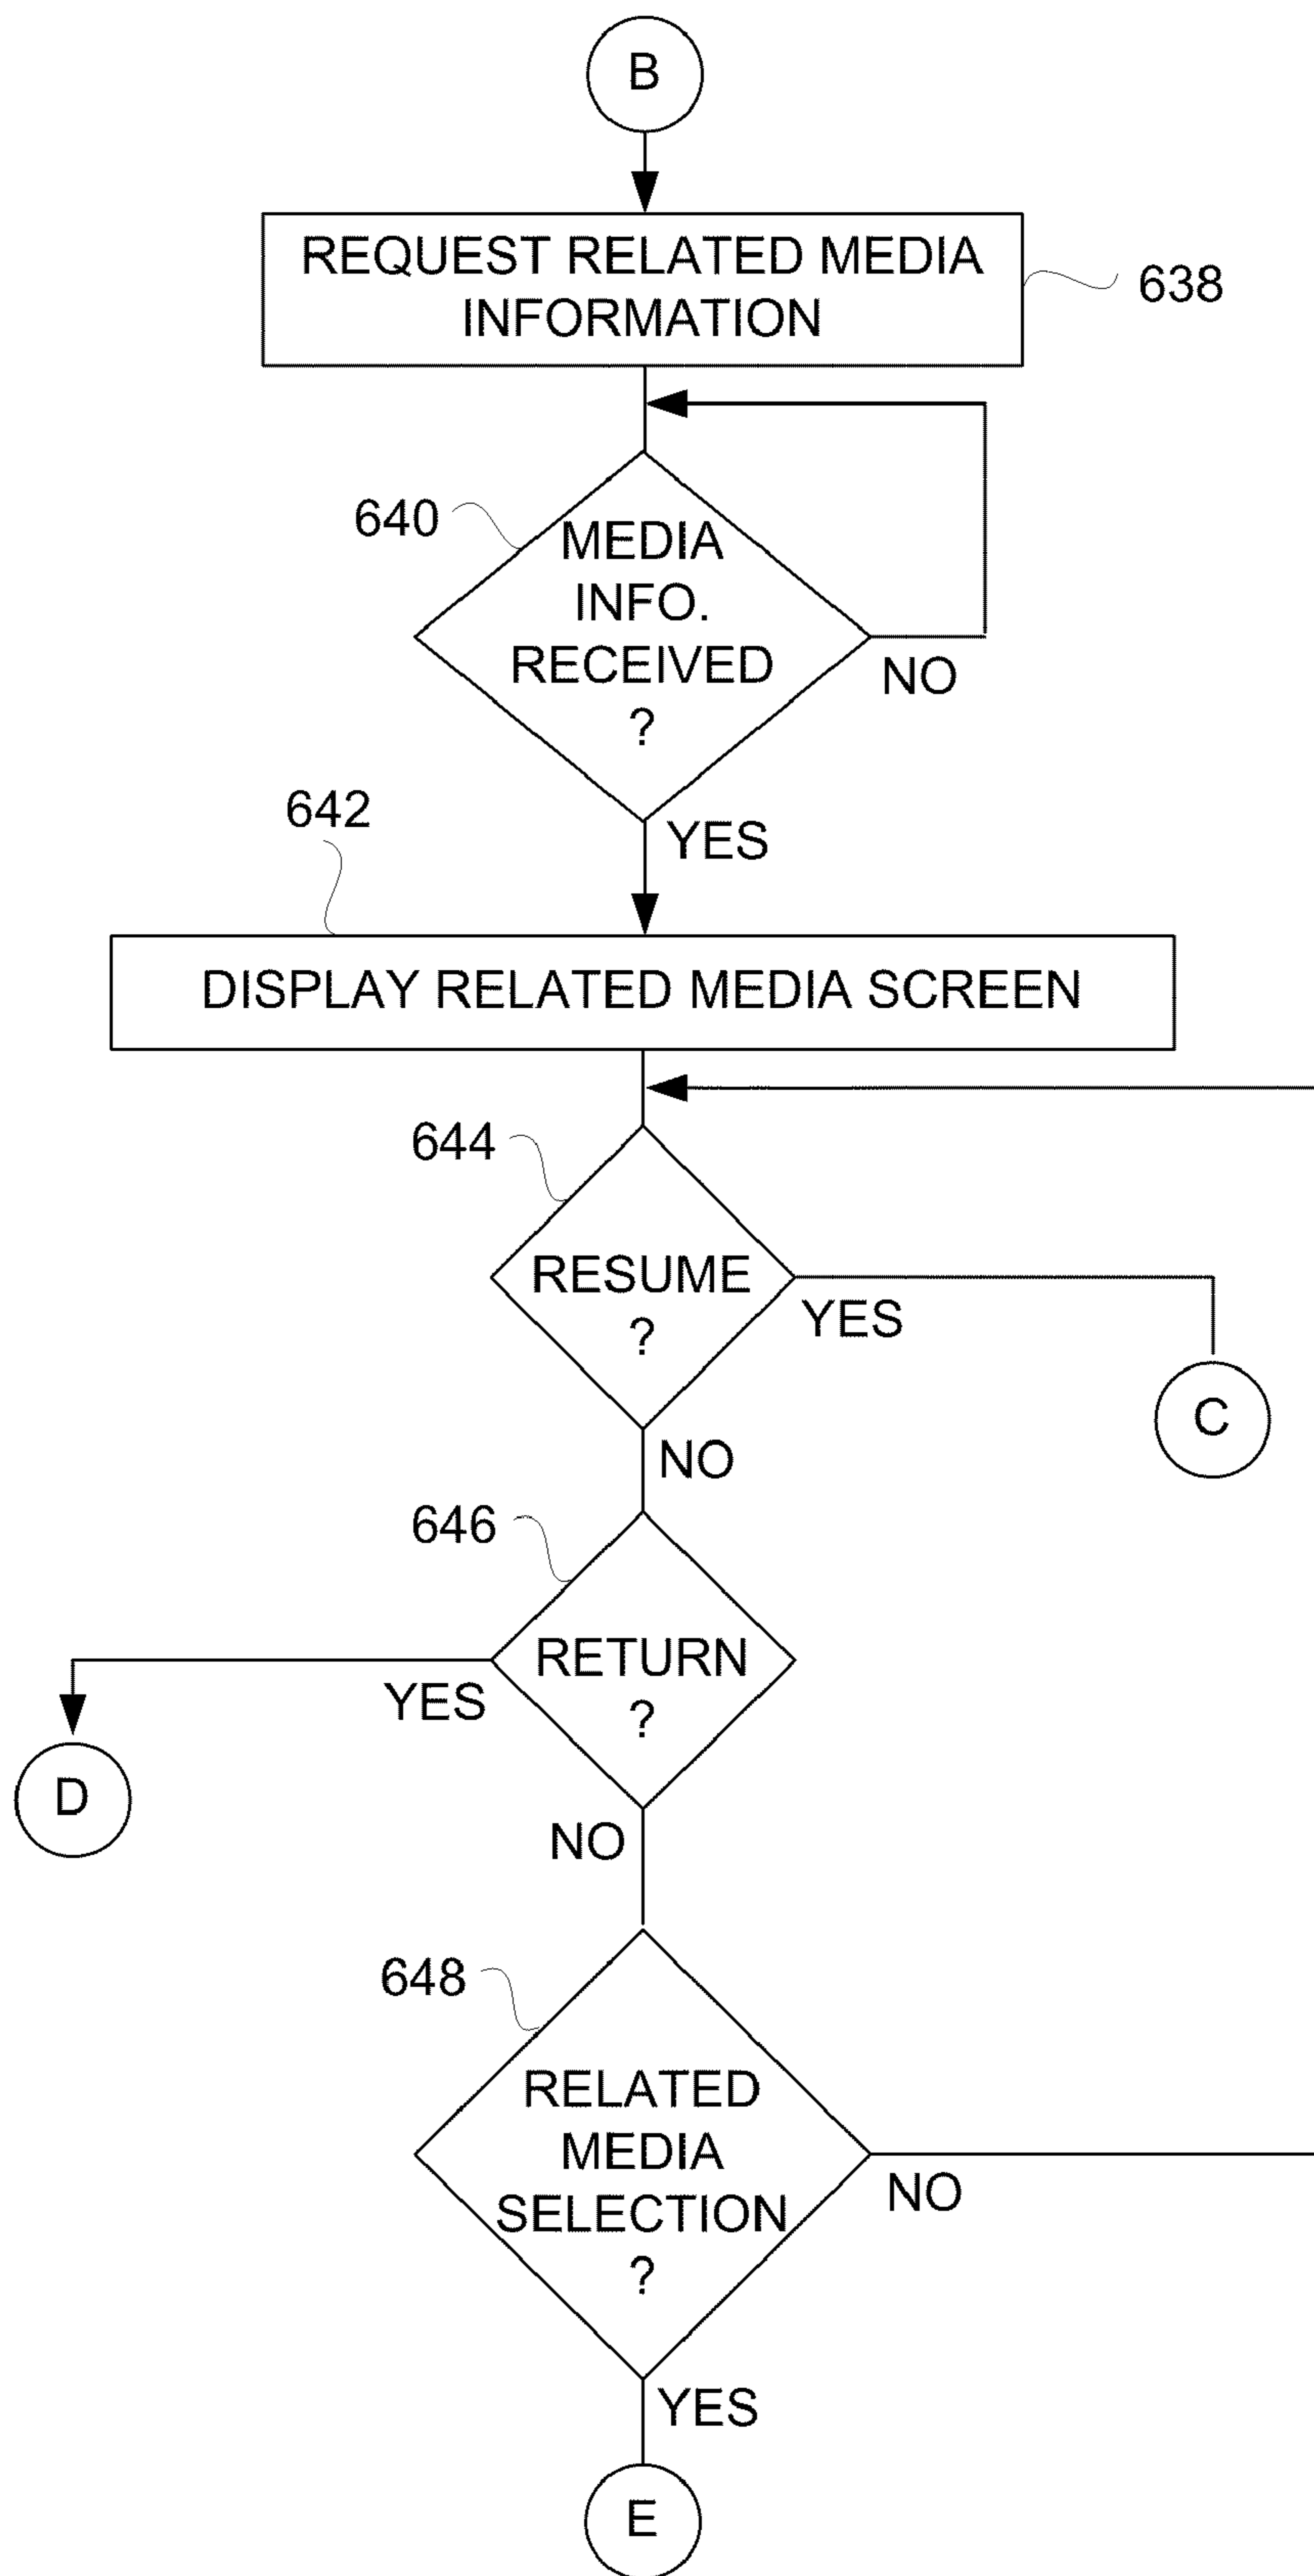 B
REQUEST RELATED MEDIA
INFORMATION
638
640
MEDIA
INFO.
RECEIVED
?
NO
YES
642
DISPLAY RELATED MEDIA SCREEN
644
RESUME
?
YES
C
NO
646
RETURN
?
YES
D
NO
648
RELATED
MEDIA
SELECTION
?
NO
YES
E